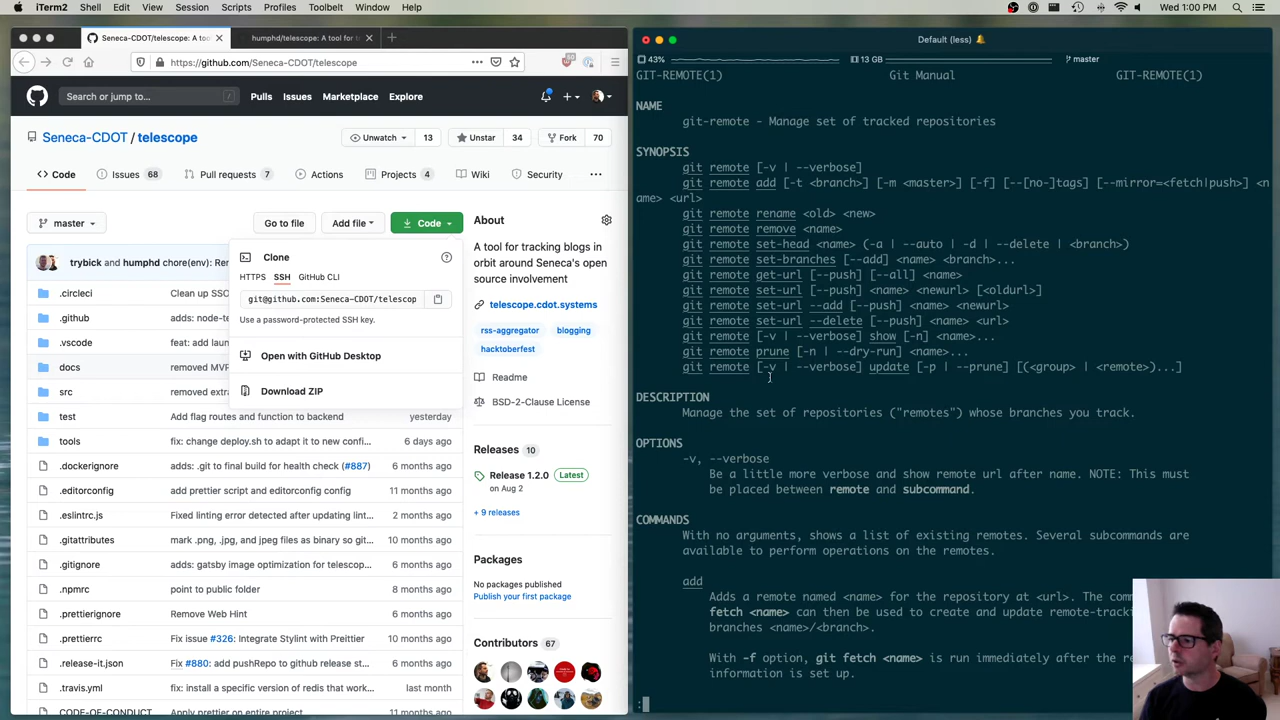 iTerm2 Shell Edit View Session Scripts Profiles Toolbelt Window Help
Wed 1:00 PM
Seneca-CDOT/telescope: A tool
humphd/telescope: A tool for t
https://github.com/Seneca-CDOT/telescope
Search or jump to...
Pulls Issues Marketplace Explore
Seneca-CDOT / telescope
Unwatch 13
Unstar 34
Fork 70
Code
Issues 68
Pull requests 7
Actions
Projects 4
Wiki
Security
master
Go to file
Add file
Code
trybick and humphd chore(env): Rer
.circleci Clean up SSO
.github adds: node-te
.vscode feat: add laun
docs removed MVP
src add flag routes
test Add flag routes and function to backend yesterday
tools fix: change deploy.sh to adapt it to new confi... 6 days ago
.dockerignore adds: .git to final build for health check (#887) 6 months ago
.editorconfig add prettier script and editorconfig config 11 months ago
.eslintrc.js Fixed linting error detected after updating lint... 2 months ago
.gitattributes mark .png, .jpg, and jpeg files as binary so git... 6 months ago
.gitignore adds: gatsby image optimization for telescop... 6 months ago
.npmrc point to public folder 8 months ago
.prettierignore Remove Web Hint 6 months ago
.prettierrc Fix issue #326: Integrate Stylint with Preittier 10 months ago
.release-it.json Fix #880: add pushRepo to github release st... 6 months ago
.travis.yml fix: install a specific version of redis that work... last month
CODE-OF-CONDUCT Apply prettier on entire project
Clone
HTTPS SSH GitHub CLI
git@github.com:Seneca-CDOT/telescop
Use a password-protected SSH key.
Open with GitHub Desktop
Download ZIP
About
A tool for tracking blogs in
orbit around Seneca's open
source involvement
telescope.cdot.systems
rss-aggregator blogging
hacktoberfest
Readme
BSD-2-Clause License
Releases 10
Release 1.2.0 Latest
on Aug 2
+ 9 releases
Packages
No packages published
Publish your first package
Contributors 67
Default (less)
43% 13 GB master
GIT-REMOTE(1) Git Manual GIT-REMOTE(1)
NAME
git-remote - Manage set of tracked repositories
SYNOPSIS
git remote [-v | --verbose]
git remote add [-t <branch>] [-m <master>] [-f] [--[no-]tags] [--mirror=<fetch|push>] <n
ame> <url>
git remote rename <old> <new>
git remote remove <name>
git remote set-head <name> (-a | --auto | -d | --delete | <branch>)
git remote set-branches [--add] <name> <branch>...
git remote get-url [--push] [--all] <name>
git remote set-url [--push] <name> <newurl> [<oldurl>]
git remote set-url --add [--push] <name> <newurl>
git remote set-url --delete [--push] <name> <url>
git remote [-v | --verbose] show [-n] <name>...
git remote prune [-n | --dry-run] <name>...
git remote [-v | --verbose] update [-p | --prune] [(<group> | <remote>)...]
DESCRIPTION
Manage the set of repositories ("remotes") whose branches you track.
OPTIONS
-v, --verbose
Be a little more verbose and show remote url after name. NOTE: This must
be placed between remote and subcommand.
COMMANDS
With no arguments, shows a list of existing remotes. Several subcommands are
available to perform operations on the remotes.
add
Adds a remote named <name> for the repository at <url>. The com
fetch <name> can then be used to create and update remote-tracki
branches <name>/<branch>.
With -f option, git fetch <name> is run immediately after the re
information is set up.
: